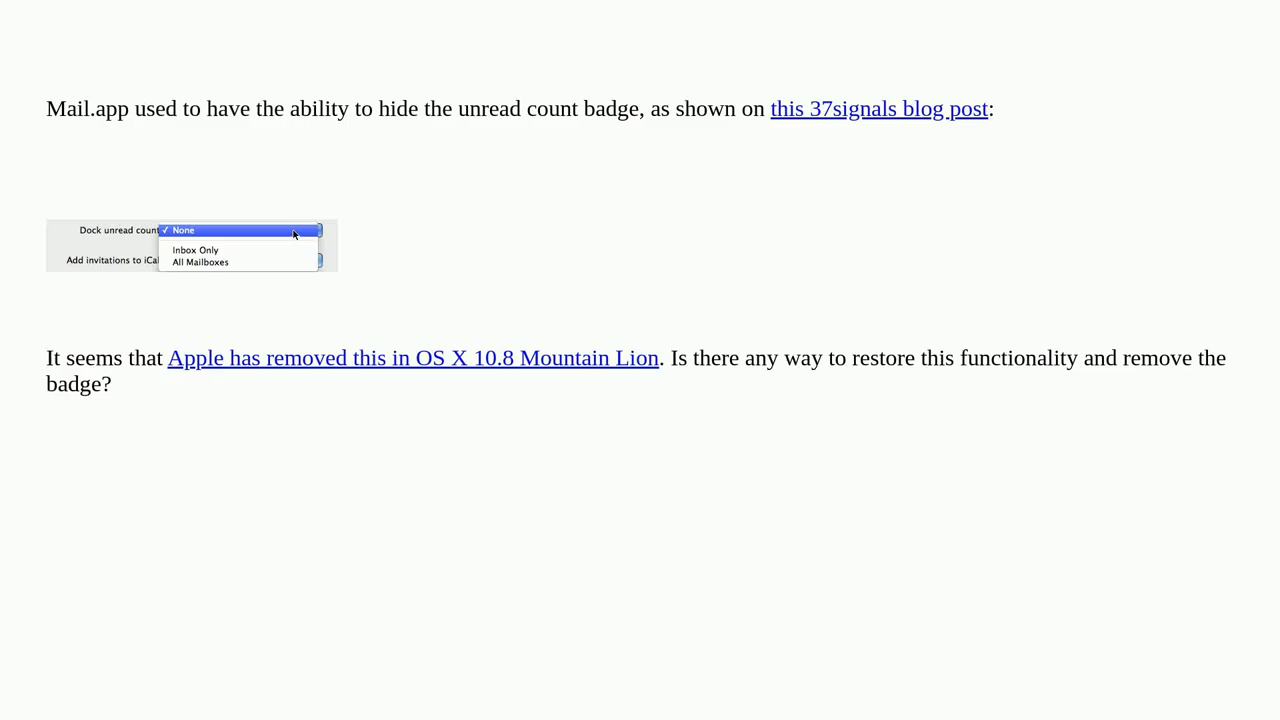 Mail.app used to have the ability to hide the unread count badge, as shown on this 37signals blog post:
Dock unread count ✓ None
Inbox Only
Add invitations to iCal
All Mailboxes
It seems that Apple has removed this in OS X 10.8 Mountain Lion. Is there any way to restore this functionality and remove the
badge?